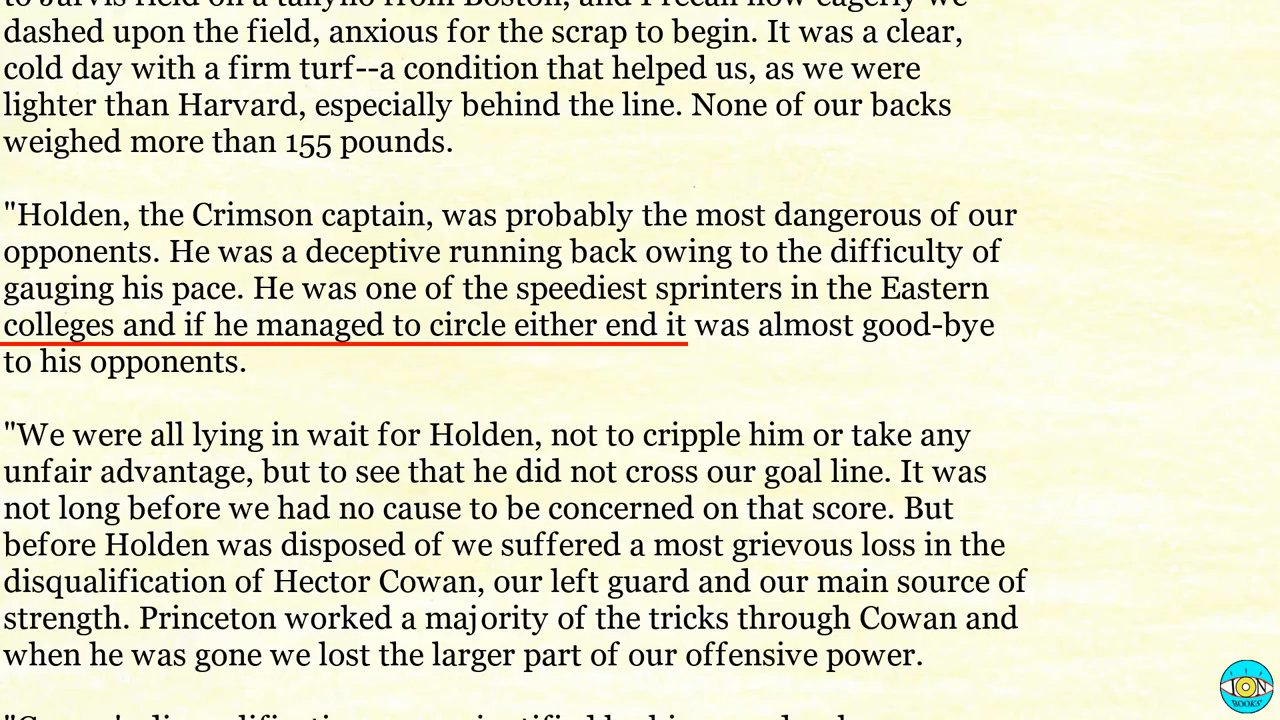 dashed upon the field, anxious for the scrap to begin. It was a clear,
cold day with a firm turf--a condition that helped us, as we were
lighter than Harvard, especially behind the line. None of our backs
weighed more than 155 pounds.
"Holden, the Crimson captain, was probably the most dangerous of our
opponents. He was a deceptive running back owing to the difficulty of
gauging his pace. He was one of the speediest sprinters in the Eastern
colleges and if he managed to circle either end it was almost good-bye
to his opponents.
"We were all lying in wait for Holden, not to cripple him or take any
unfair advantage, but to see that he did not cross our goal line. It was
not long before we had no cause to be concerned on that score. But
before Holden was disposed of we suffered a most grievous loss in the
disqualification of Hector Cowan, our left guard and our main source of
strength. Princeton worked a majority of the tricks through Cowan and
when he was gone we lost the larger part of our offensive power.
ION
BOOKS